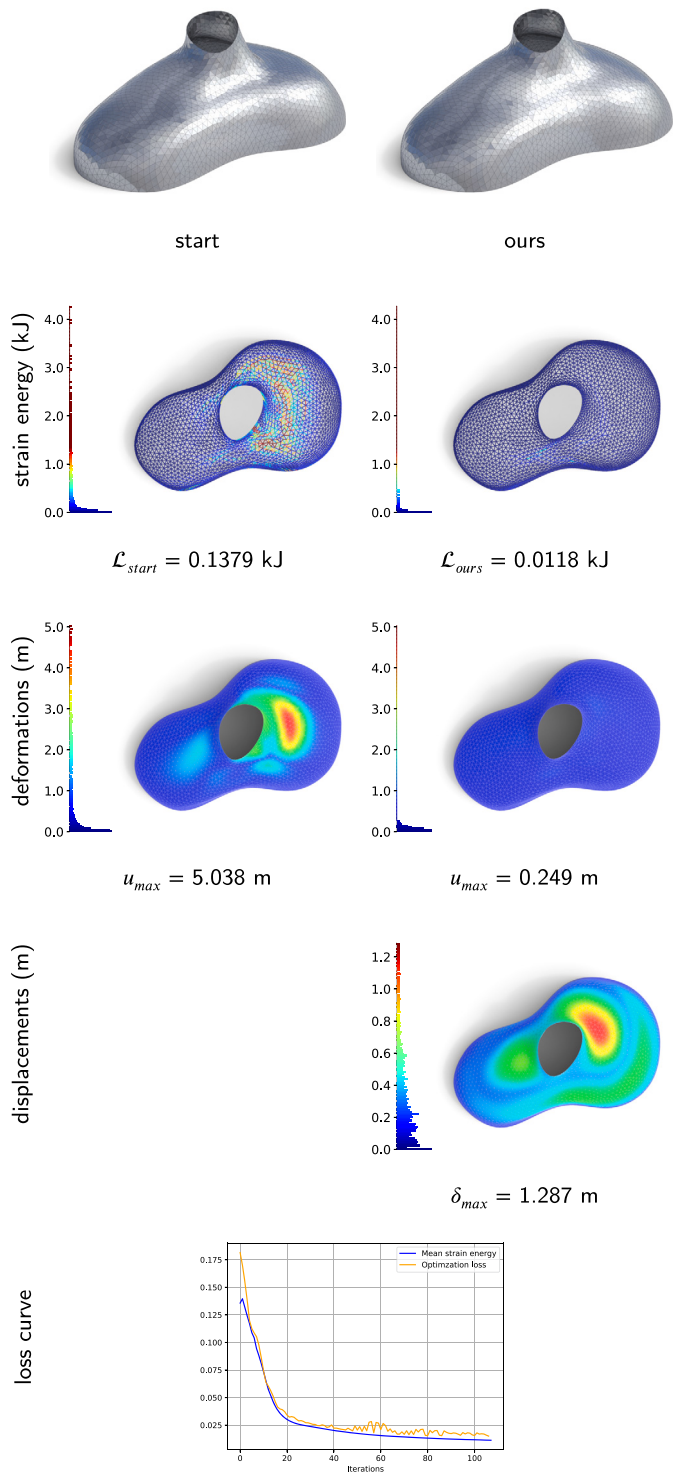 start
ours
strain energy (kJ)
4.0
3.0
2.0
1.0
0.0
4.0
3.0
2.0
1.0
0.0
ℒstart = 0.1379 kJ
ℒours = 0.0118 kJ
deformations (m)
5.0
4.0
3.0
2.0
1.0
0.0
5.0
4.0
3.0
2.0
1.0
0.0
umax = 5.038 m
umax = 0.249 m
displacements (m)
1.2
1.0
0.8
0.6
0.4
0.2
0.0
δmax = 1.287 m
loss curve
0.175
0.150
0.125
0.100
0.075
0.050
0.025
Mean strain energy
Optimzation loss
0 20 40 60 80 100
Iterations